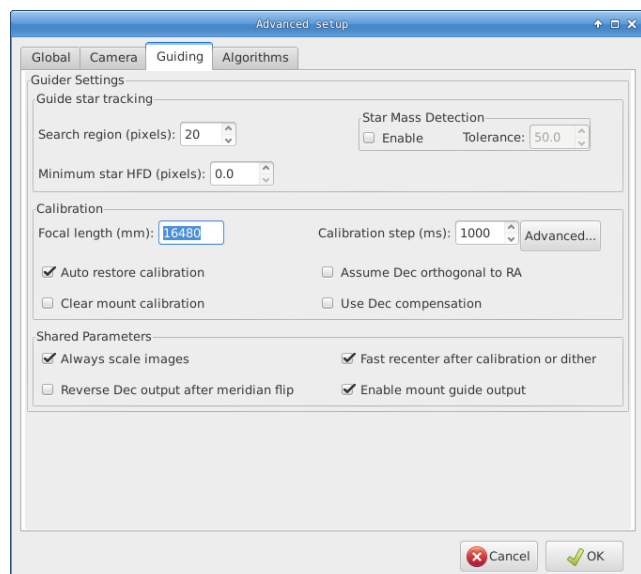 Advanced setup
Global Camera Guiding Algorithms
Guider Settings
Guide star tracking
Search region (pixels): 20
Star Mass Detection
Enable Tolerance: 50.0
Minimum star HFD (pixels): 0.0
Calibration
Focal length (mm): 16480 Calibration step (ms): 1000 Advanced...
Auto restore calibration Assume Dec orthogonal to RA
Clear mount calibration Use Dec compensation
Shared Parameters
Always scale images Fast recenter after calibration or dither
Reverse Dec output after meridian flip Enable mount guide output
Cancel OK